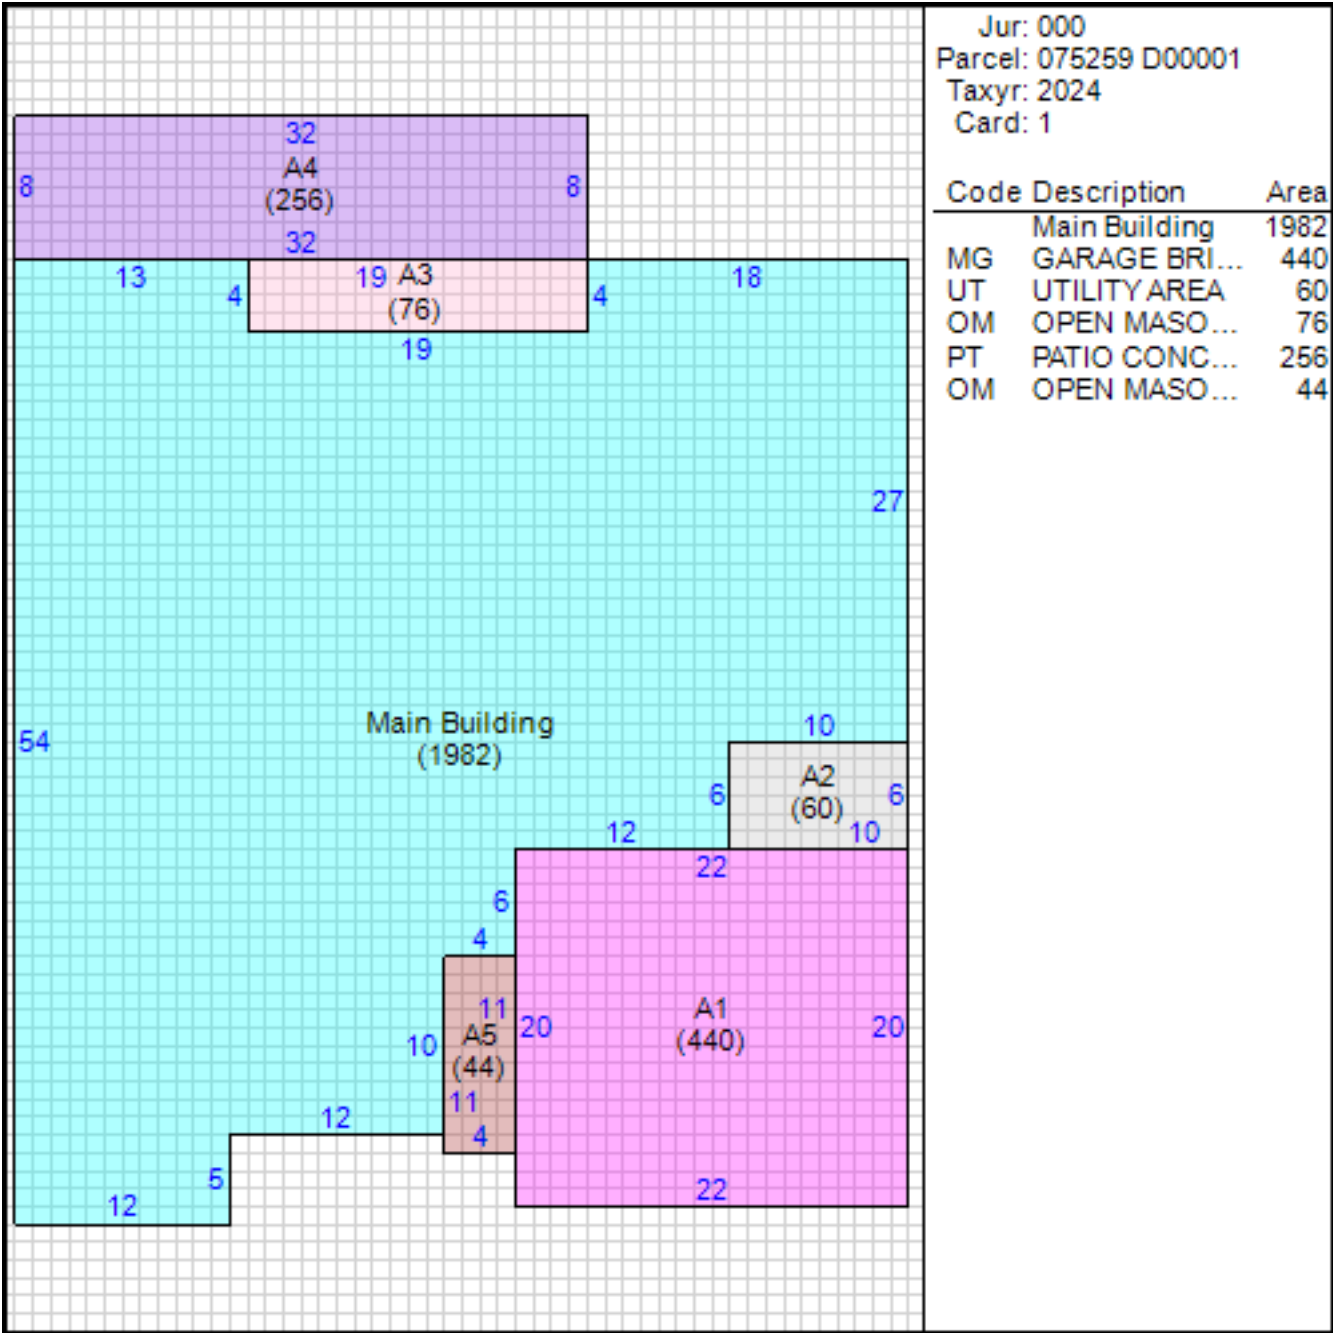 Jur: 000
Parcel: 075259 D00001
Taxyr: 2024
Card: 1
Code Description Area
Main Building 1982
MG GARAGE BRI... 440
UT UTILITY AREA 60
OM OPEN MASO... 76
PT PATIO CONC... 256
OM OPEN MASO... 44
32
A4
8 8
(256)
32
13 19 A3 18
4 (76) 4
19
27
54
Main Building
(1982)
10
A2
6 (60) 6
12 10
22
6
4
11 A1
A5 20 20
10 (44) (440)
11
12 4
5
12 22